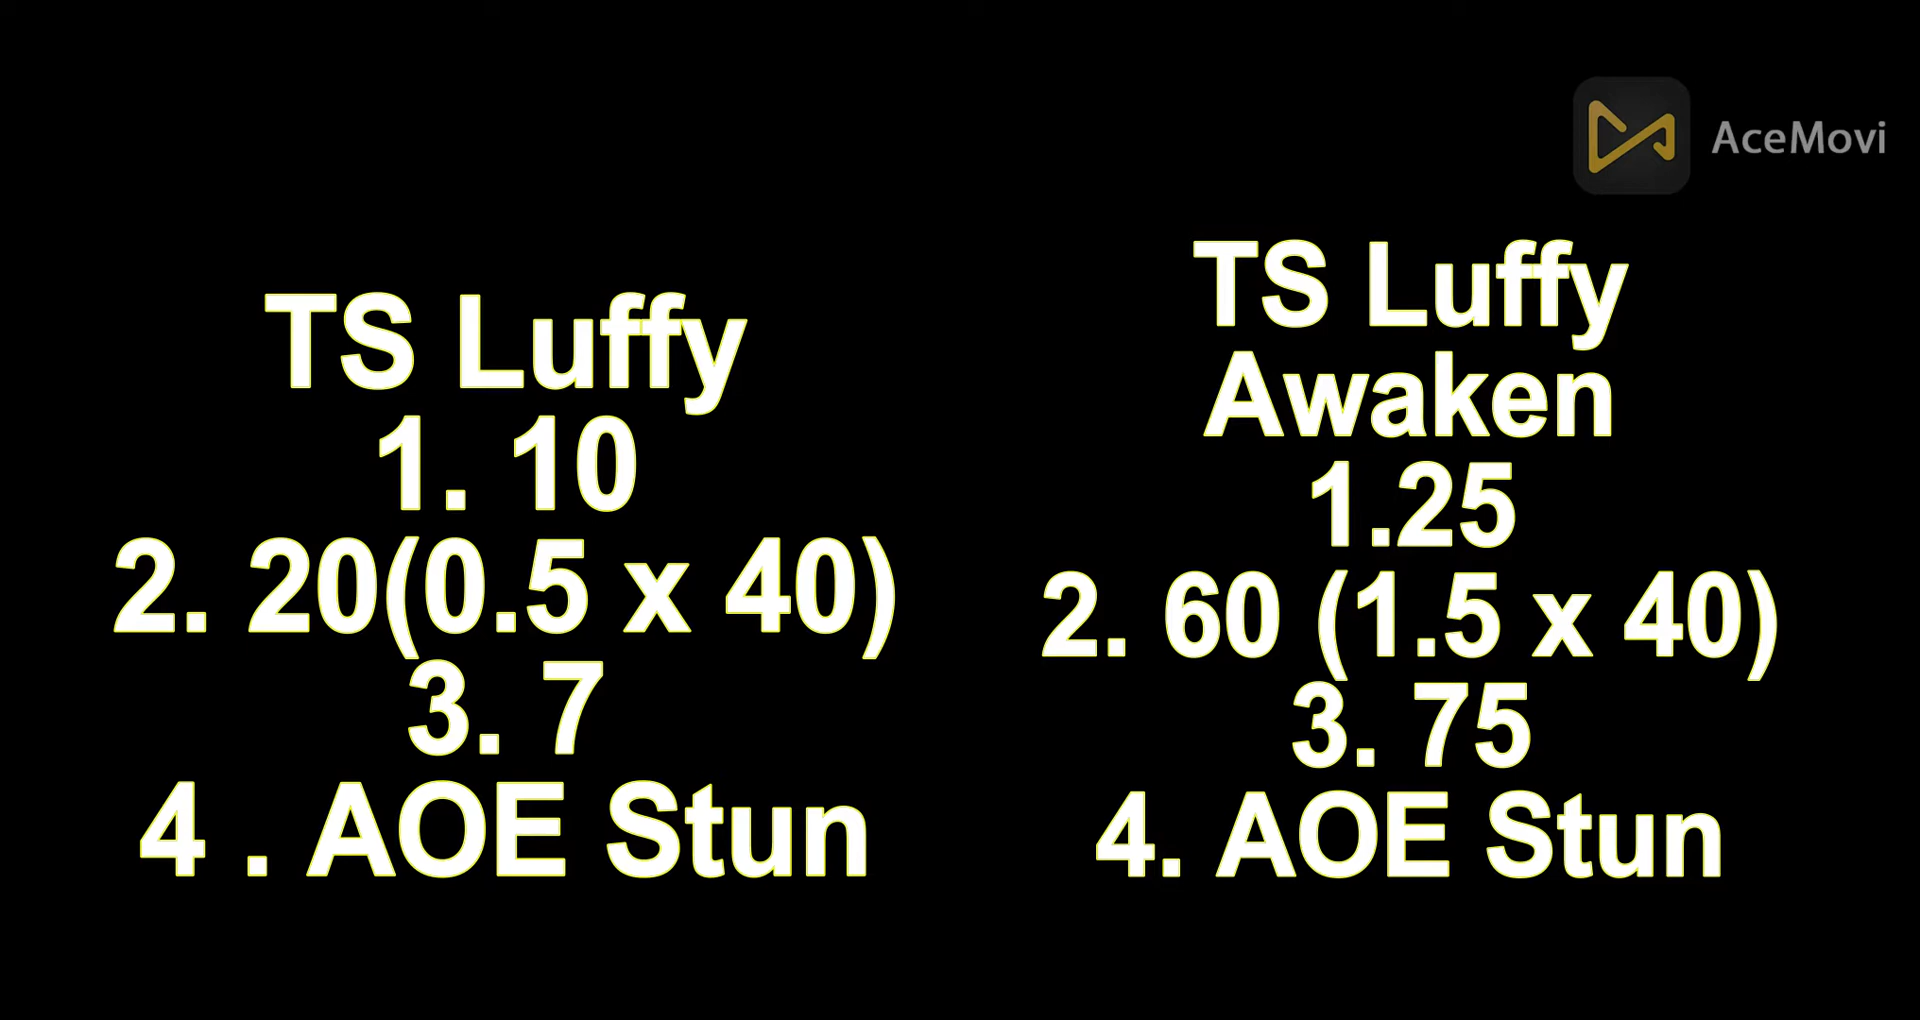 AceMovi
TS Luffy
1. 10
2. 20(0.5 x 40)
3. 7
4 . AOE Stun
TS Luffy
Awaken
1.25
2. 60 (1.5 x 40)
3. 75
4. AOE Stun